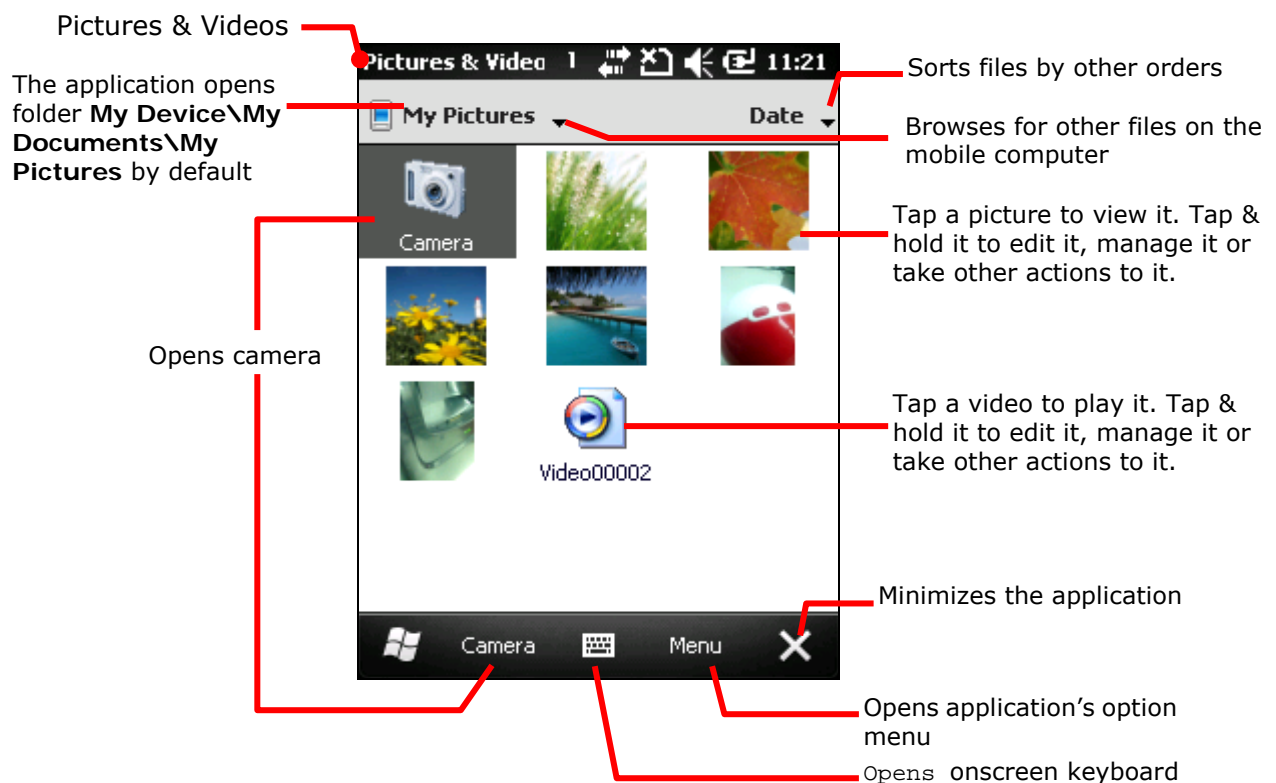 Pictures & Videos
The application opens
folder My Device\My
Documents\My
Pictures by default
Opens camera
Pictures & Video
11:21
My Pictures
Date
Camera
Video00002
Camera
Menu
Sorts files by other orders
Browses for other files on the
mobile computer
Tap a picture to view it. Tap &
hold it to edit it, manage it or
take other actions to it.
Tap a video to play it. Tap &
hold it to edit it, manage it or
take other actions to it.
Minimizes the application
Opens application’s option
menu
Opens onscreen keyboard